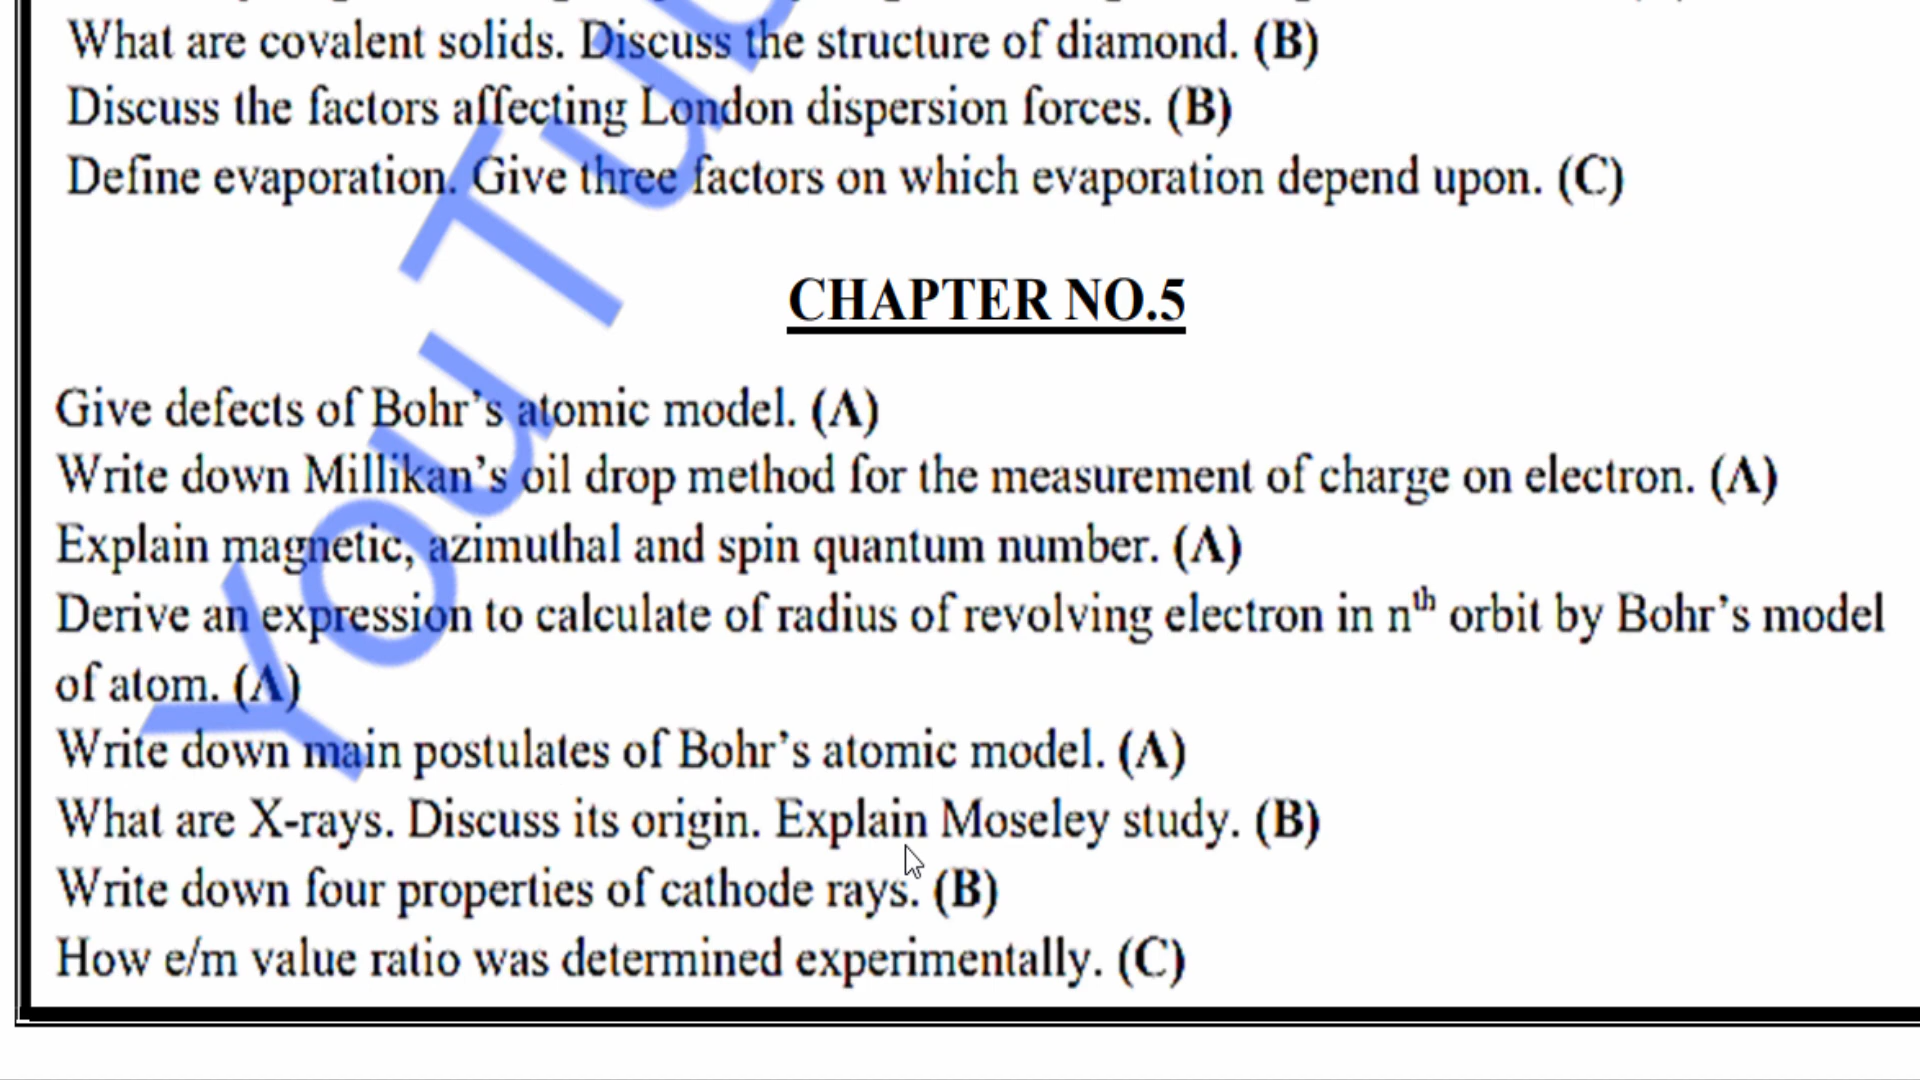 What are covalent solids. Discuss the structure of diamond. (B)
Discuss the factors affecting London dispersion forces. (B)
Define evaporation. Give three factors on which evaporation depend upon. (C)
CHAPTER NO.5
Give defects of Bohr's atomic model. (A)
Write down Millikan's oil drop method for the measurement of charge on electron. (A)
Explain magnetic, azimuthal and spin quantum number. (A)
Derive an expression to calculate of radius of revolving electron in nth orbit by Bohr's model
of atom. (A)
Write down main postulates of Bohr's atomic model. (A)
What are X-rays. Discuss its origin. Explain Moseley study. (B)
Write down four properties of cathode rays. (B)
How e/m value ratio was determined experimentally. (C)
YouTu